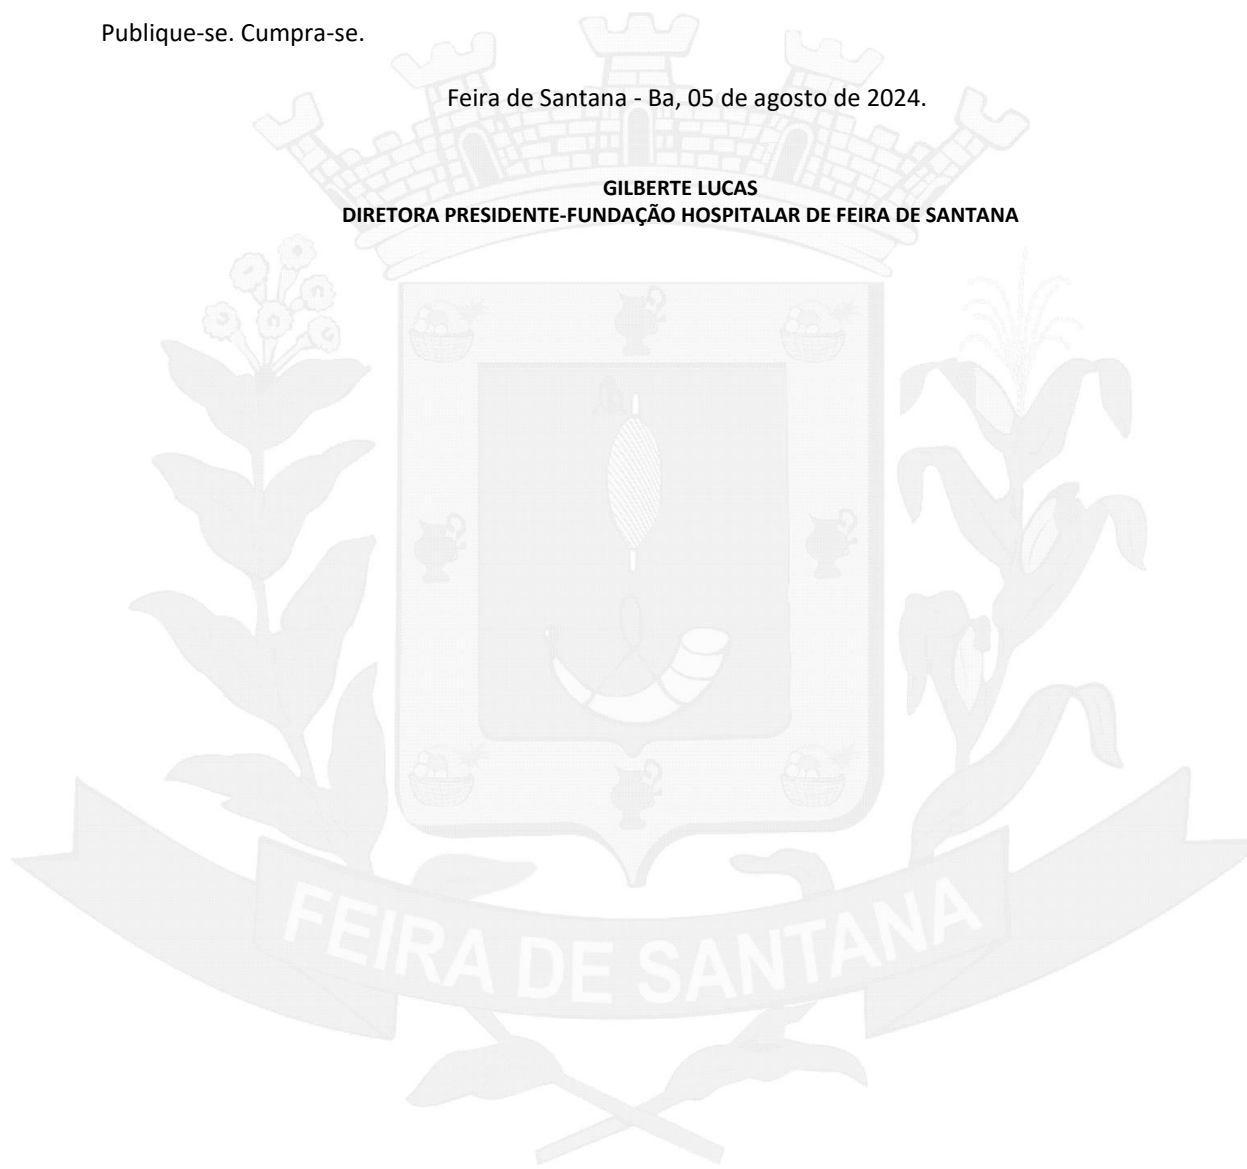 Publique-se. Cumpra-se.
Feira de Santana - Ba, 05 de agosto de 2024.
GILBERTE LUCAS
DIRETORA PRESIDENTE-FUNDAÇÃO HOSPITALAR DE FEIRA DE SANTANA
FEIRA DE SANTANA